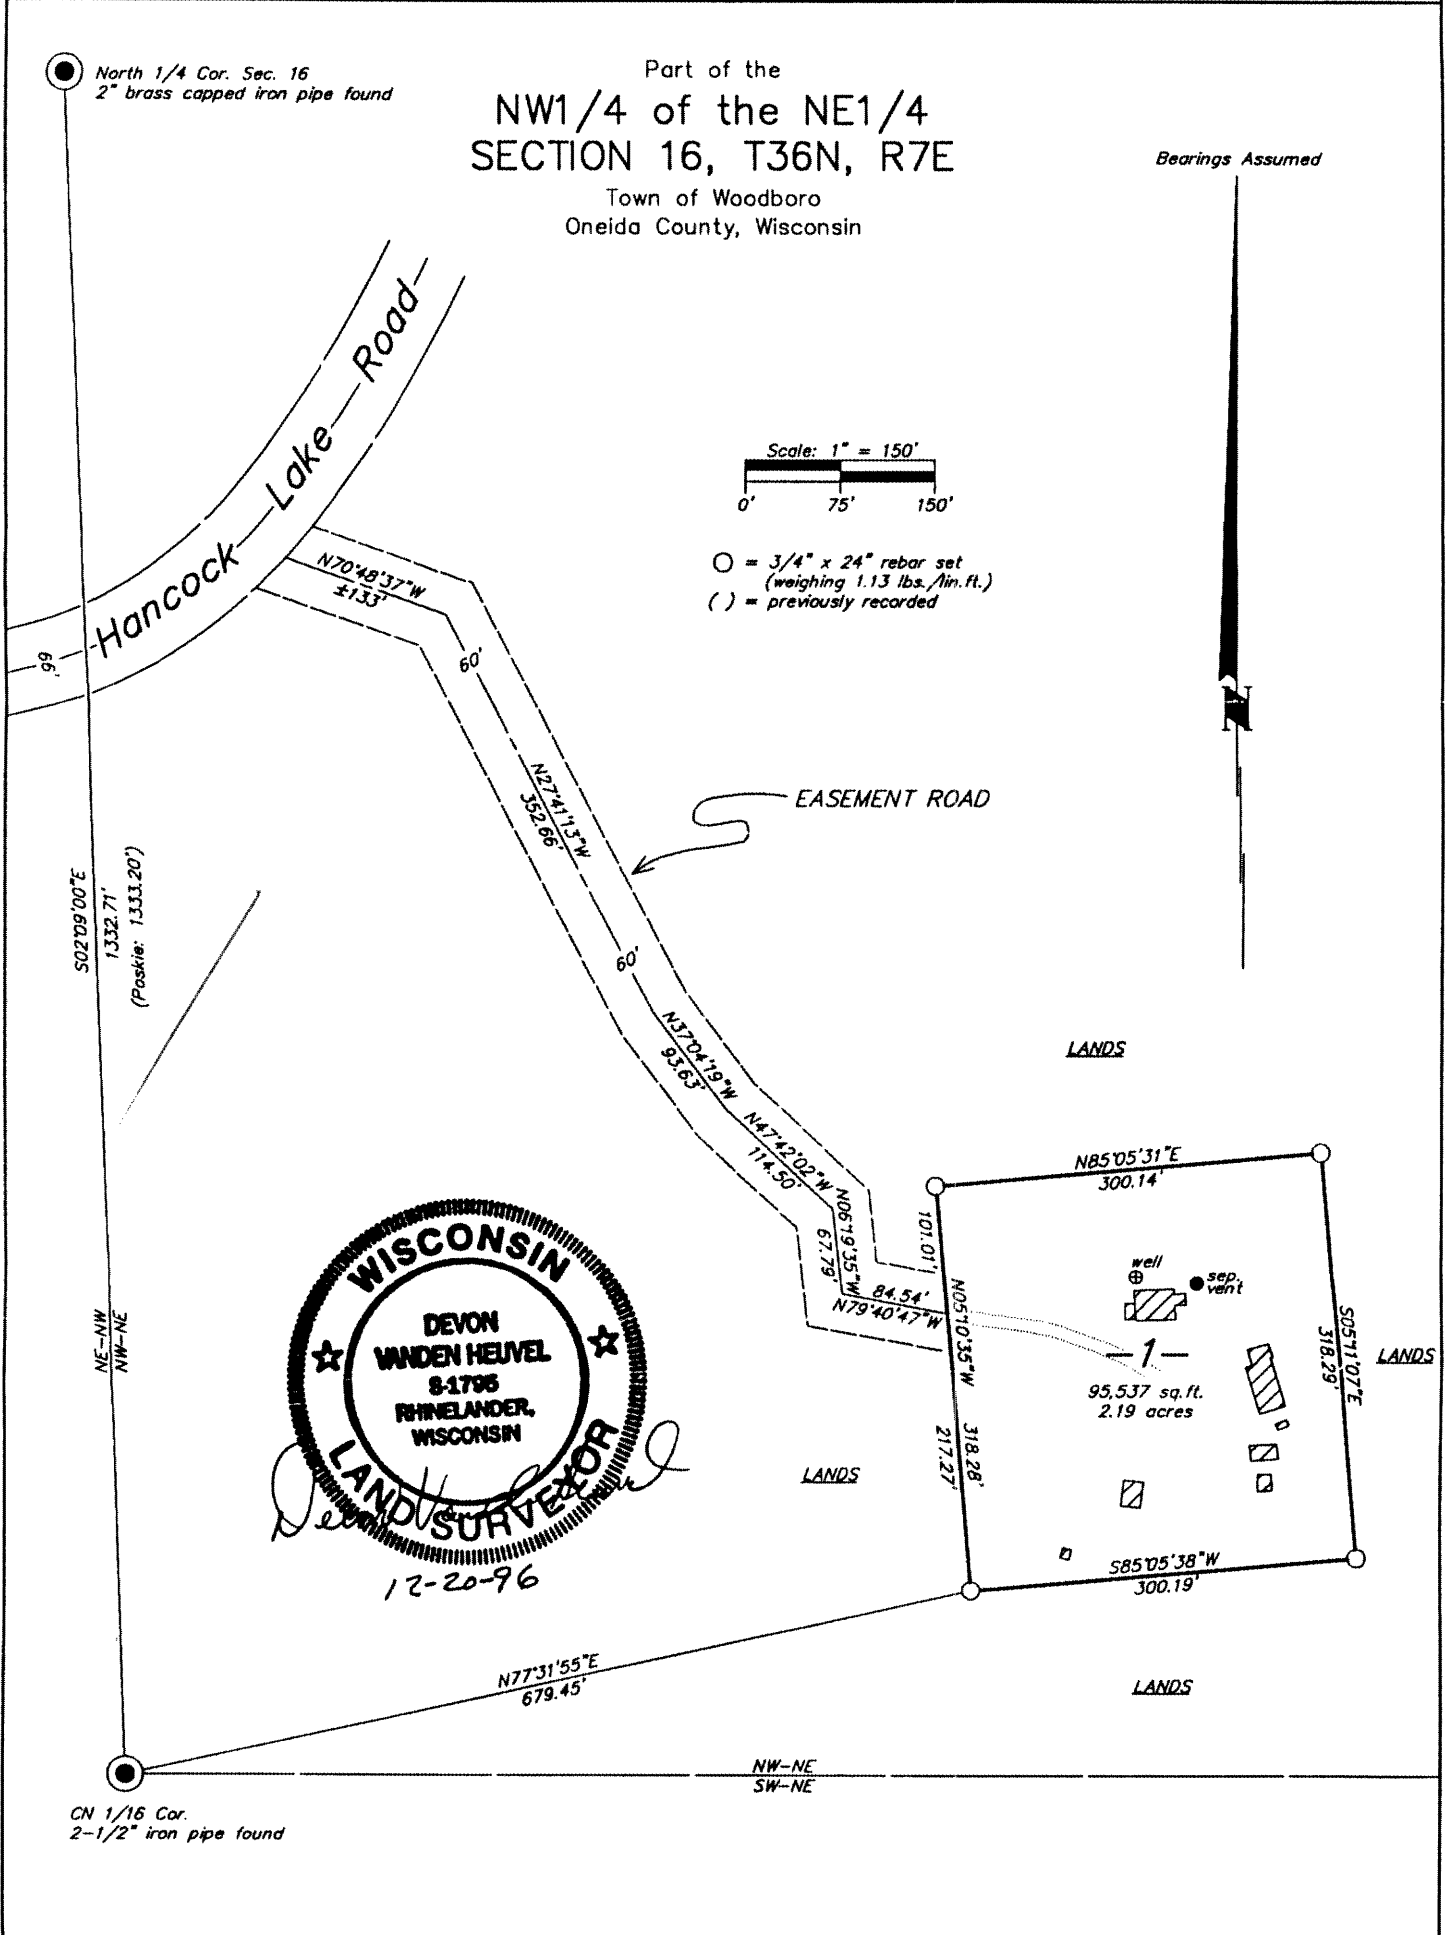 North 1/4 Cor. Sec. 16
2" brass capped iron pipe found
Part of the
NW1/4 of the NE1/4
SECTION 16, T36N, R7E
Town of Woodboro
Oneida County, Wisconsin
Bearings Assumed
N
Scale: 1" = 150'
0' 75' 150'
○ = 3/4" x 24" rebar set
(weighing 1.13 lbs./lin.ft.)
( ) = previously recorded
Hancock Lake Road
66'
N70°48'37"W
±133'
60'
N27°41'13"W
352.66'
60'
EASEMENT ROAD
N37°04'19"W
93.63'
N47°42'02"W
114.50'
N06°19'35"W
67.79'
84.54'
N79°40'47"W
S02°09'00"E
1332.71'
(Poskie: 1333.20')
NE-NW
NW-NE
LANDS
N85°05'31"E
300.14'
101.01'
N05°10'35"W
318.28'
217.27'
well
sep.
vent
-1-
95,537 sq.ft.
2.19 acres
S05°11'07"E
318.29'
LANDS
LANDS
S85°05'38"W
300.19'
LANDS
WISCONSIN
DEVON
VANDEN HEUVEL
S-1795
RHINELANDER,
WISCONSIN
LAND SURVEYOR
12-20-96
N77°31'55"E
679.45'
NW-NE
SW-NE
CN 1/16 Cor.
2-1/2" iron pipe found